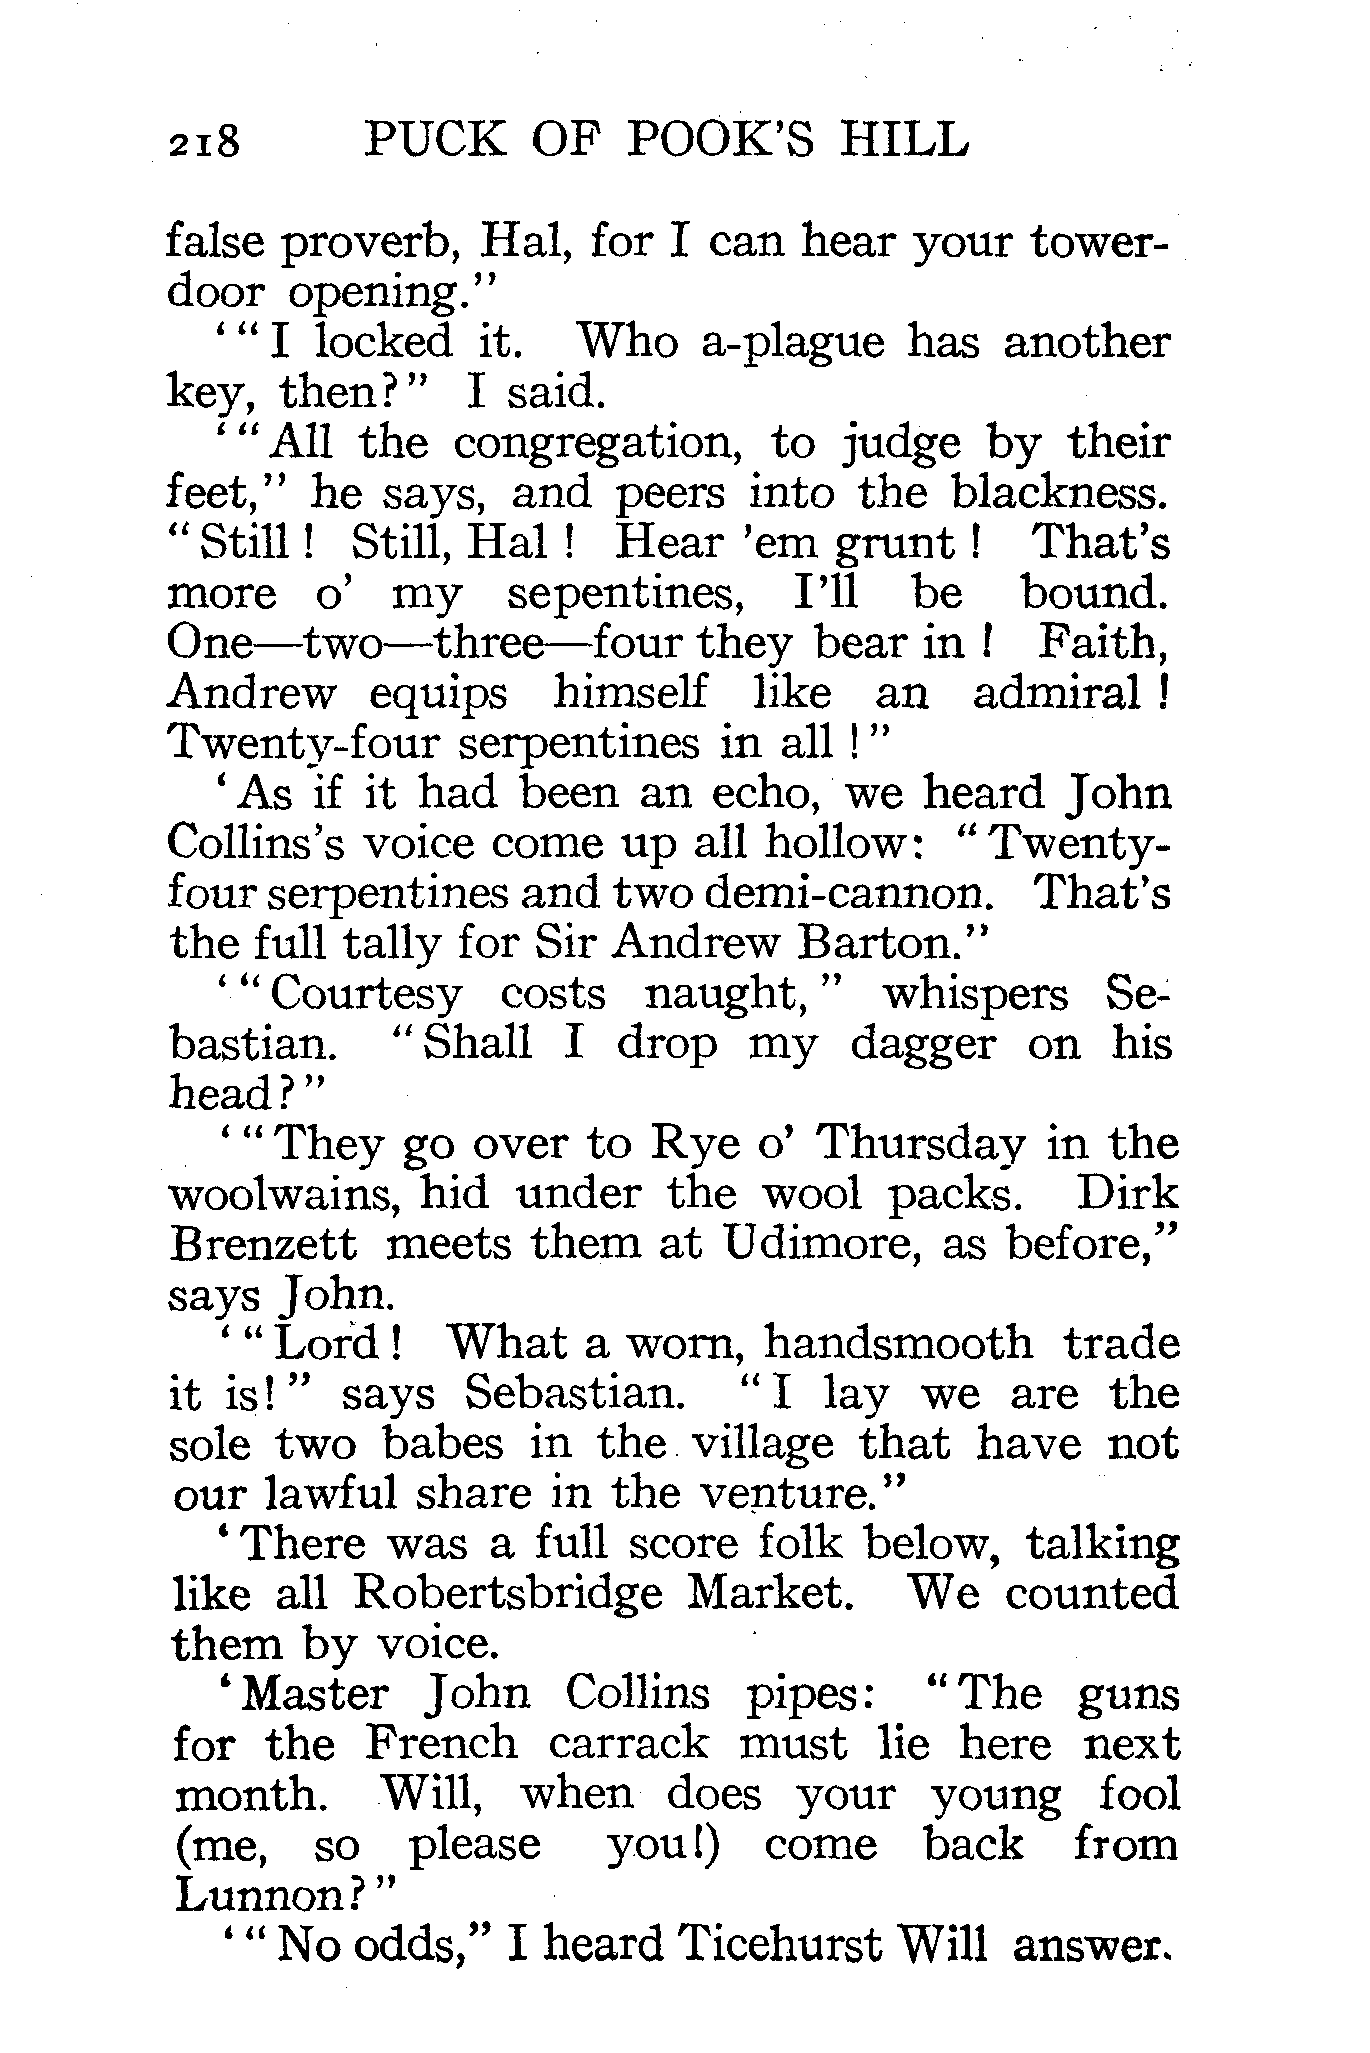 218 PUCK OF POOK'S HILL
false proverb, Hal, for I can hear your tower-
door opening."
'"I locked it. Who a-plague has another
key, then?" I said.
'"All the congregation, to judge by their
feet," he says, and peers into the blackness.
"Still! Still, Hal! Hear 'em grunt! That's
more o' my sepentines, I'll be bound.
One—two—three—four they bear in! Faith,
Andrew equips himself like an admiral!
Twenty-four serpentines in all!"
'As if it had been an echo, we heard John
Collins's voice come up all hollow: "Twenty-
four serpentines and two demi-cannon. That's
the full tally for Sir Andrew Barton."
'"Courtesy costs naught," whispers Se-
bastian. "Shall I drop my dagger on his
head?"
'"They go over to Rye o' Thursday in the
woolwains, hid under the wool packs. Dirk
Brenzett meets them at Udimore, as before,"
says John.
'"Lord! What a worn, handsmooth trade
it is!" says Sebastian. "I lay we are the
sole two babes in the village that have not
our lawful share in the venture."
'There was a full score folk below, talking
like all Robertsbridge Market. We counted
them by voice.
'Master John Collins pipes: "The guns
for the French carrack must lie here next
month. Will, when does your young fool
(me, so please you!) come back from
Lunnon?"
'"No odds," I heard Ticehurst Will answer.